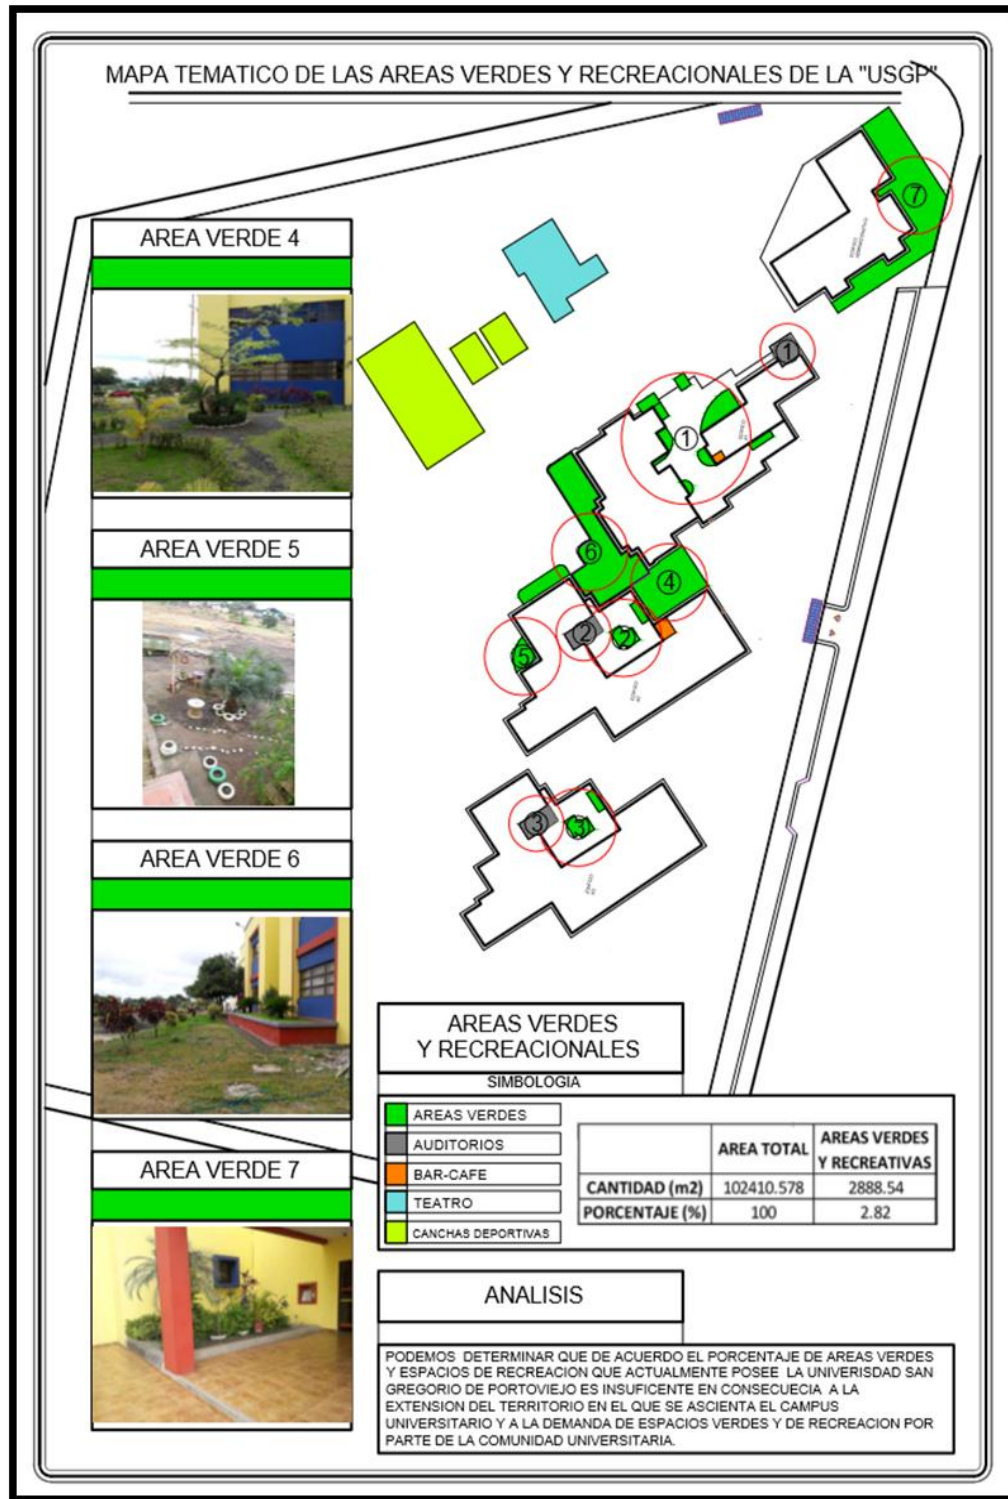 MAPA TEMATICO DE LAS AREAS VERDES Y RECREACIONALES DE LA "USGP"
AREA VERDE 4
AREA VERDE 5
AREA VERDE 6
AREA VERDE 7
7
1
1
6
4
2
2
5
3
3
AREAS VERDES
Y RECREACIONALES
SIMBOLOGIA
AREAS VERDES
AUDITORIOS
BAR-CAFE
TEATRO
CANCHAS DEPORTIVAS
AREA TOTAL AREAS VERDES Y RECREATIVAS
CANTIDAD (m2) 102410.578 2888.54
PORCENTAJE (%) 100 2.82
ANALISIS
PODEMOS DETERMINAR QUE DE ACUERDO EL PORCENTAJE DE AREAS VERDES
Y ESPACIOS DE RECREACION QUE ACTUALMENTE POSEE LA UNIVERISDAD SAN
GREGORIO DE PORTOVIEJO ES INSUFICENTE EN CONSECUECIA A LA
EXTENSION DEL TERRITORIO EN EL QUE SE ASCIENTA EL CAMPUS
UNIVERSITARIO Y A LA DEMANDA DE ESPACIOS VERDES Y DE RECREACION POR
PARTE DE LA COMUNIDAD UNIVERSITARIA.